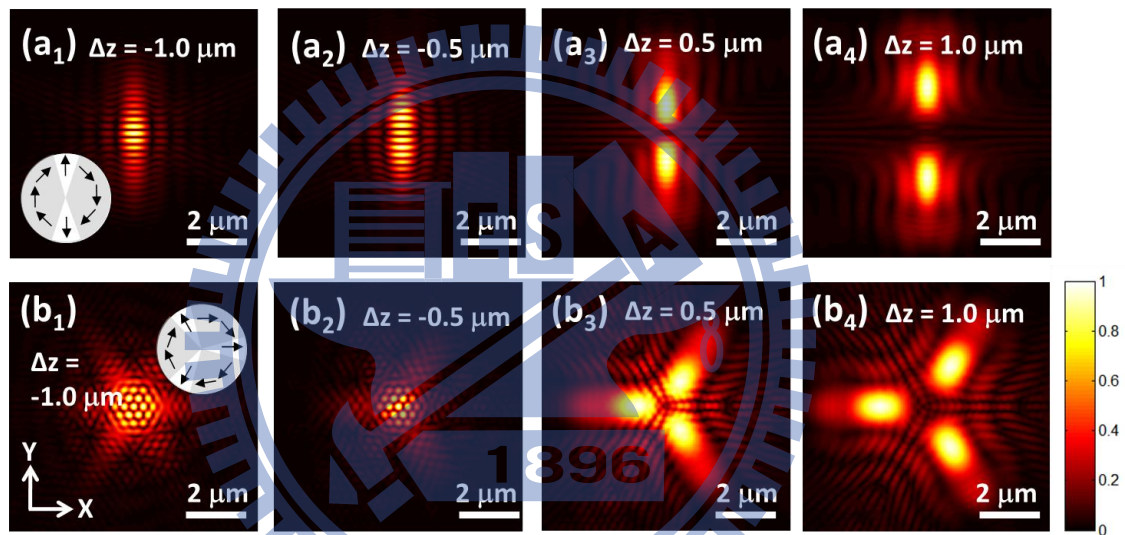 (a₁) Δz = -1.0 μm
2 μm
(a₂) Δz = -0.5 μm
2 μm
(a₃) Δz = 0.5 μm
2 μm
(a₄) Δz = 1.0 μm
2 μm
(b₁)
Δz =
-1.0 μm
Y
X
2 μm
(b₂) Δz = -0.5 μm
2 μm
(b₃) Δz = 0.5 μm
2 μm
(b₄) Δz = 1.0 μm
2 μm
1
0.8
0.6
0.4
0.2
0
ES
A
8
1896